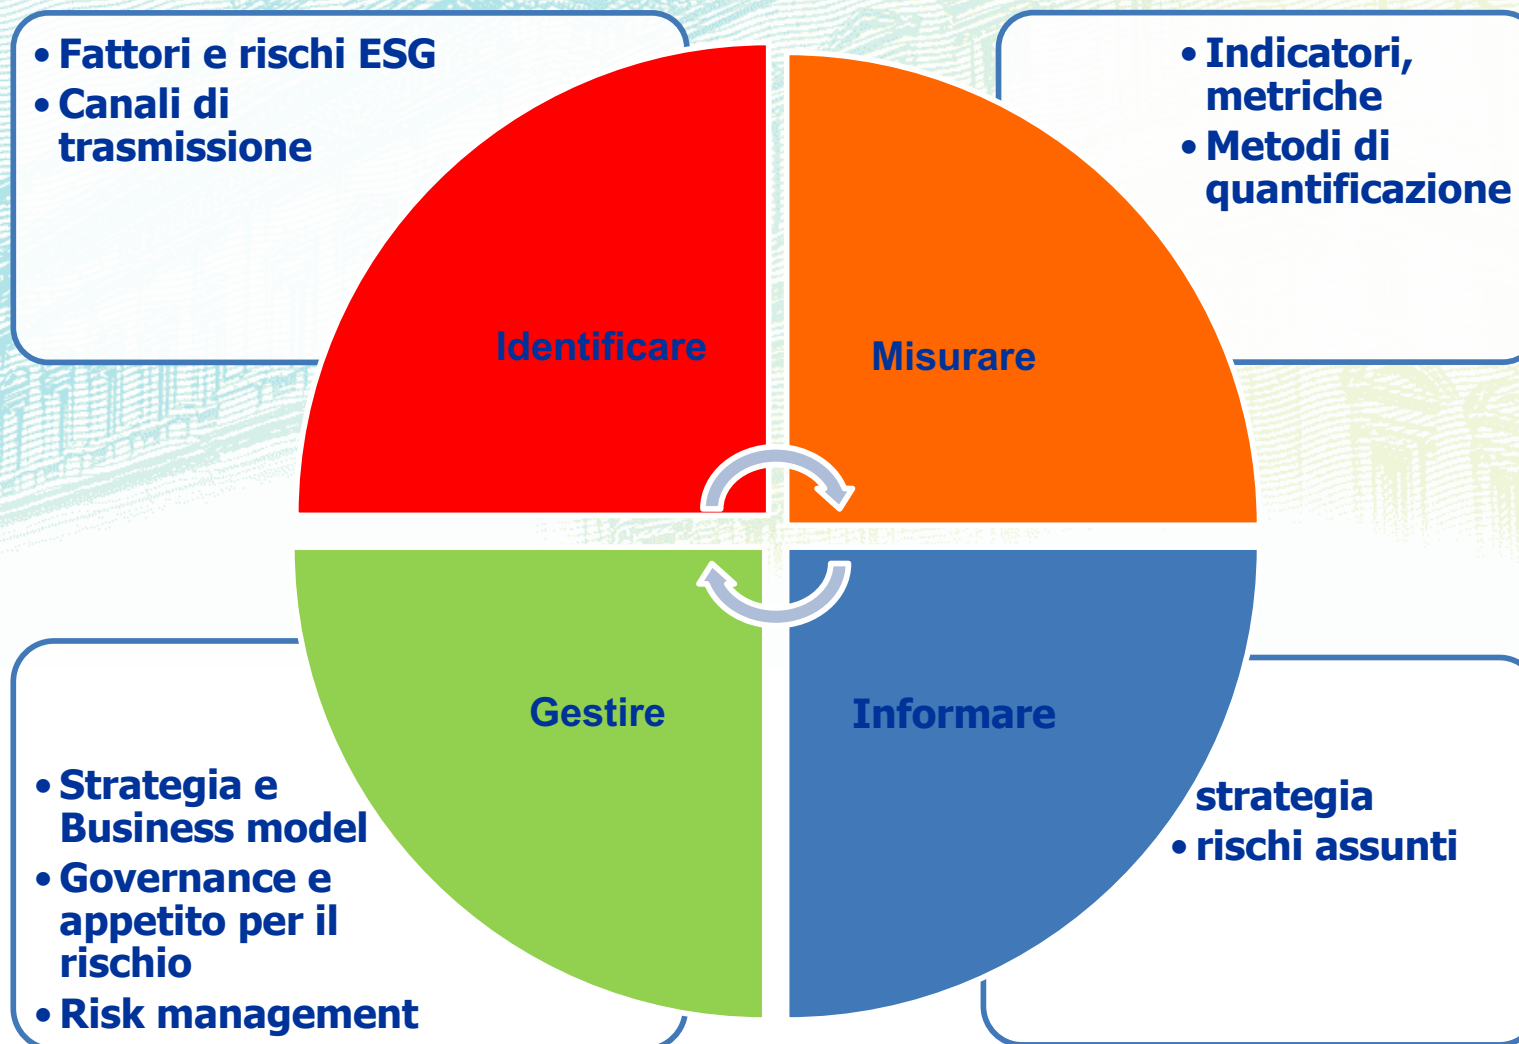 • Fattori e rischi ESG
• Canali di
trasmissione
• Indicatori,
metriche
• Metodi di
quantificazione
Identificare
Misurare
Gestire
Informare
• Strategia e
Business model
• Governance e
appetito per il
rischio
• Risk management
strategia
• rischi assunti